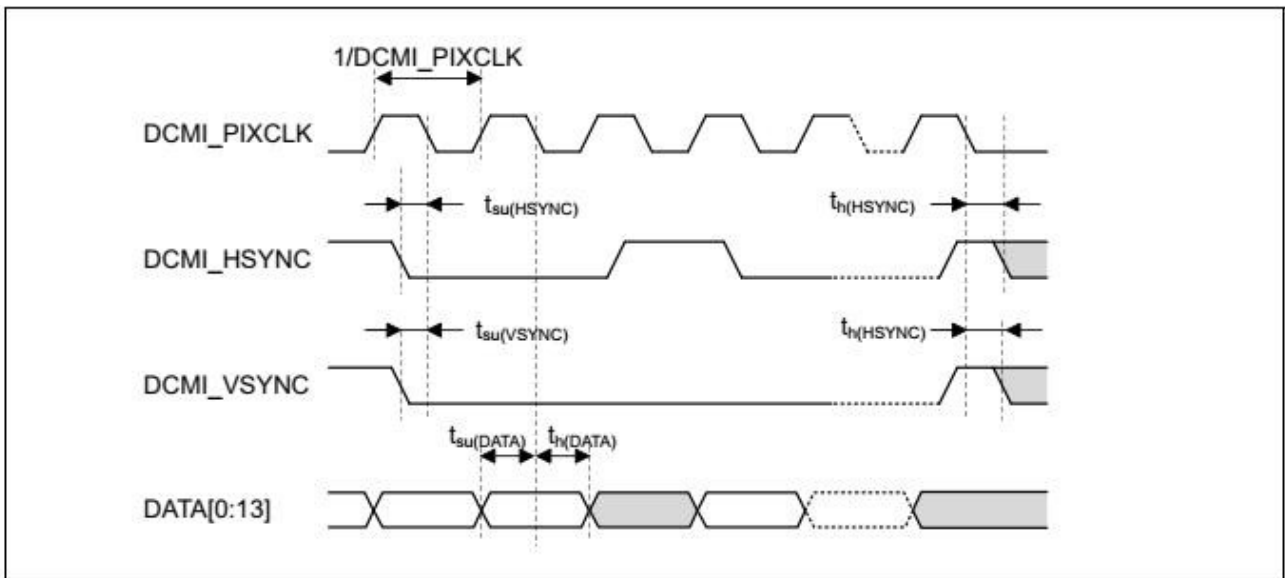 1/DCMI_PIXCLK
DCMI_PIXCLK
tsu(HSYNC) th(HSYNC)
DCMI_HSYNC
tsu(VSYNC) th(HSYNC)
DCMI_VSYNC
tsu(DATA) th(DATA)
DATA[0:13]